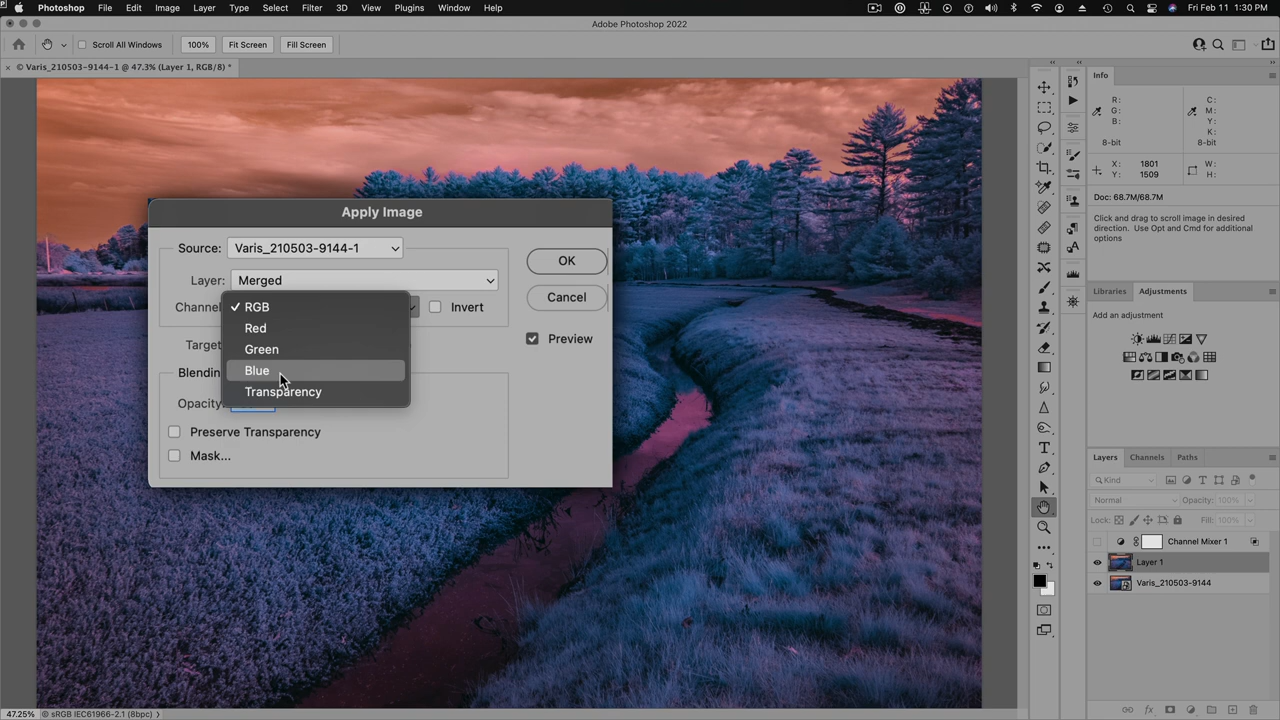 Photoshop File Edit Image Layer Type Select Filter 3D View Plugins Window Help Fri Feb 11 1:30 PM
Adobe Photoshop 2022
Scroll All Windows 100% Fit Screen Fill Screen
× © Varis_210503-9144-1 @ 47.3% (Layer 1, RGB/8) *
Info
R: C:
G: M:
B: Y:
K:
8-bit 8-bit
X: 1801 W:
Y: 1509 H:
Doc: 68.7M/68.7M
Click and drag to scroll image in desired
direction. Use Opt and Cmd for additional
options
Apply Image
Source: Varis_210503-9144-1
OK
Layer: Merged
Cancel
Channel
RGB
Invert
Red
Green
Blue
Transparency
Target
Preview
Blendin
Opacity
Preserve Transparency
Mask...
Libraries Adjustments
Add an adjustment
Layers Channels Paths
Kind
Normal Opacity: 100%
Lock: Fill: 100%
Channel Mixer 1
Layer 1
Varis_210503-9144
fx
47.25% © sRGB IEC61966-2.1 (8bpc)